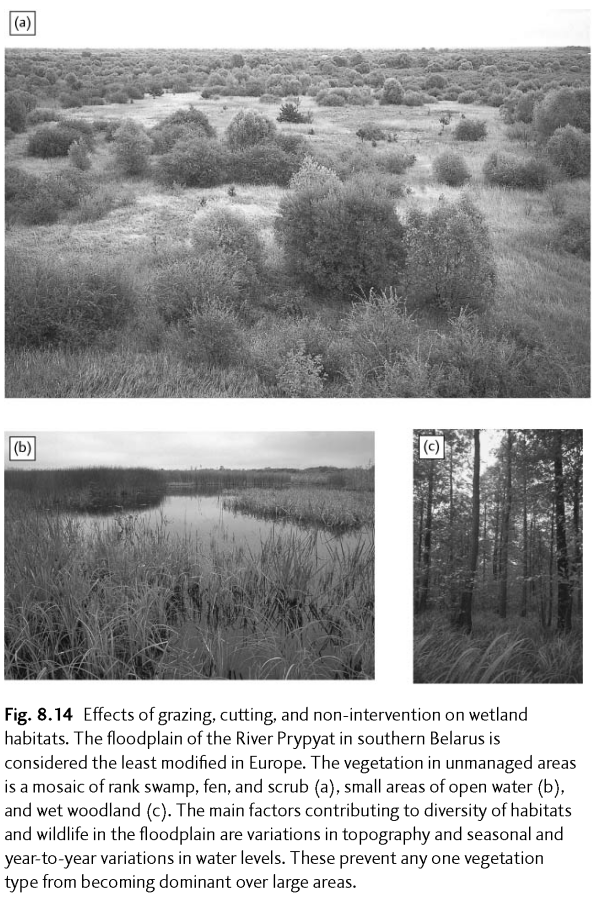 (a)
(b)
(c)
Fig. 8.14 Effects of grazing, cutting, and non-intervention on wetland
habitats. The floodplain of the River Prypyat in southern Belarus is
considered the least modified in Europe. The vegetation in unmanaged areas
is a mosaic of rank swamp, fen, and scrub (a), small areas of open water (b),
and wet woodland (c). The main factors contributing to diversity of habitats
and wildlife in the floodplain are variations in topography and seasonal and
year-to-year variations in water levels. These prevent any one vegetation
type from becoming dominant over large areas.